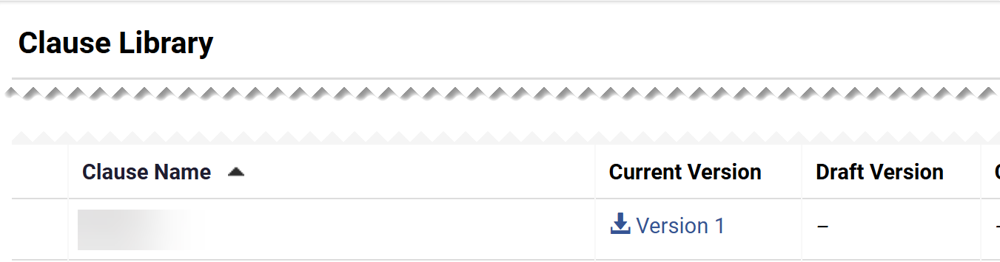 Clause Library
Clause Name Current Version Draft Version
Version 1 –